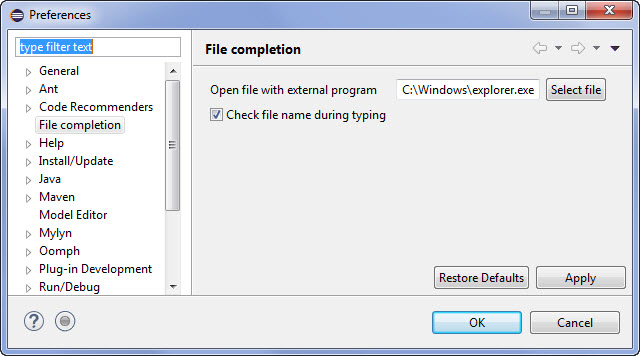 Preferences
type filter text
General
Ant
Code Recommenders
File completion
Help
Install/Update
Java
Maven
Model Editor
Mylyn
Oomph
Plug-in Development
Run/Debug
File completion
Open file with external program C:\Windows\explorer.exe Select file
Check file name during typing
Restore Defaults Apply
OK Cancel